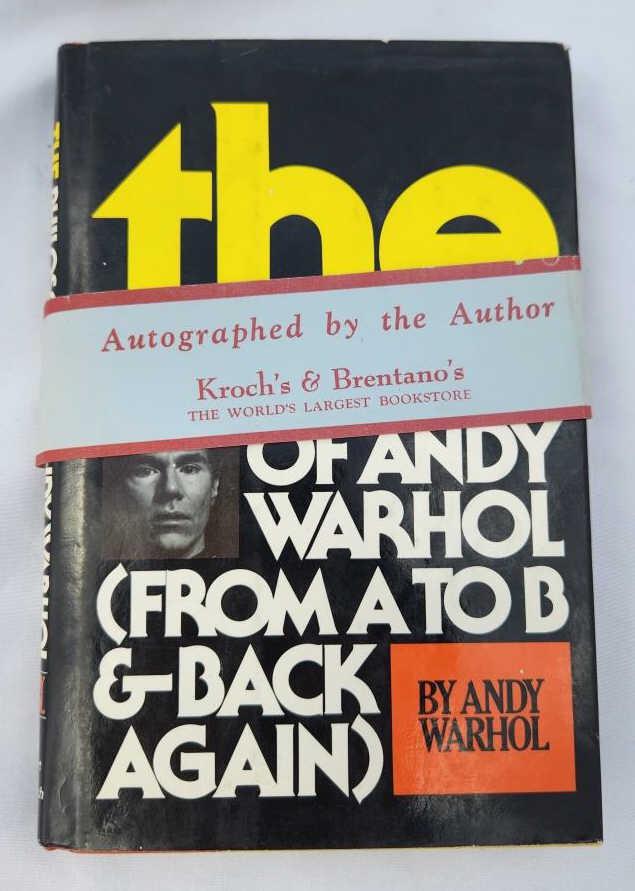 the
Autographed by the Author
Kroch's & Brentano's
THE WORLD'S LARGEST BOOKSTORE
OF ANDY
WARHOL
(FROM A TO B
&-BACK
AGAIN)
BY ANDY
WARHOL